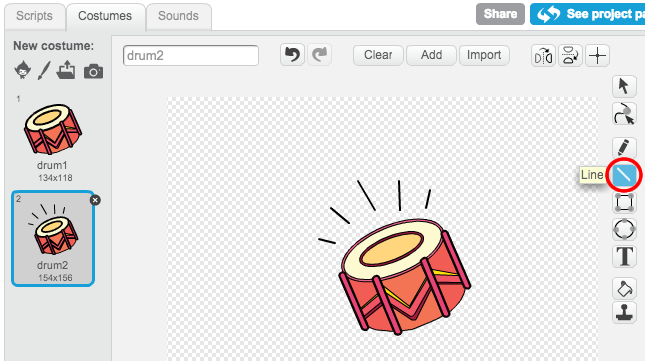 Scripts
Costumes
Sounds
Share
See project pa
New costume:
drum2
Clear
Add
Import
1
drum1
134x118
2
drum2
154x156
Line
T